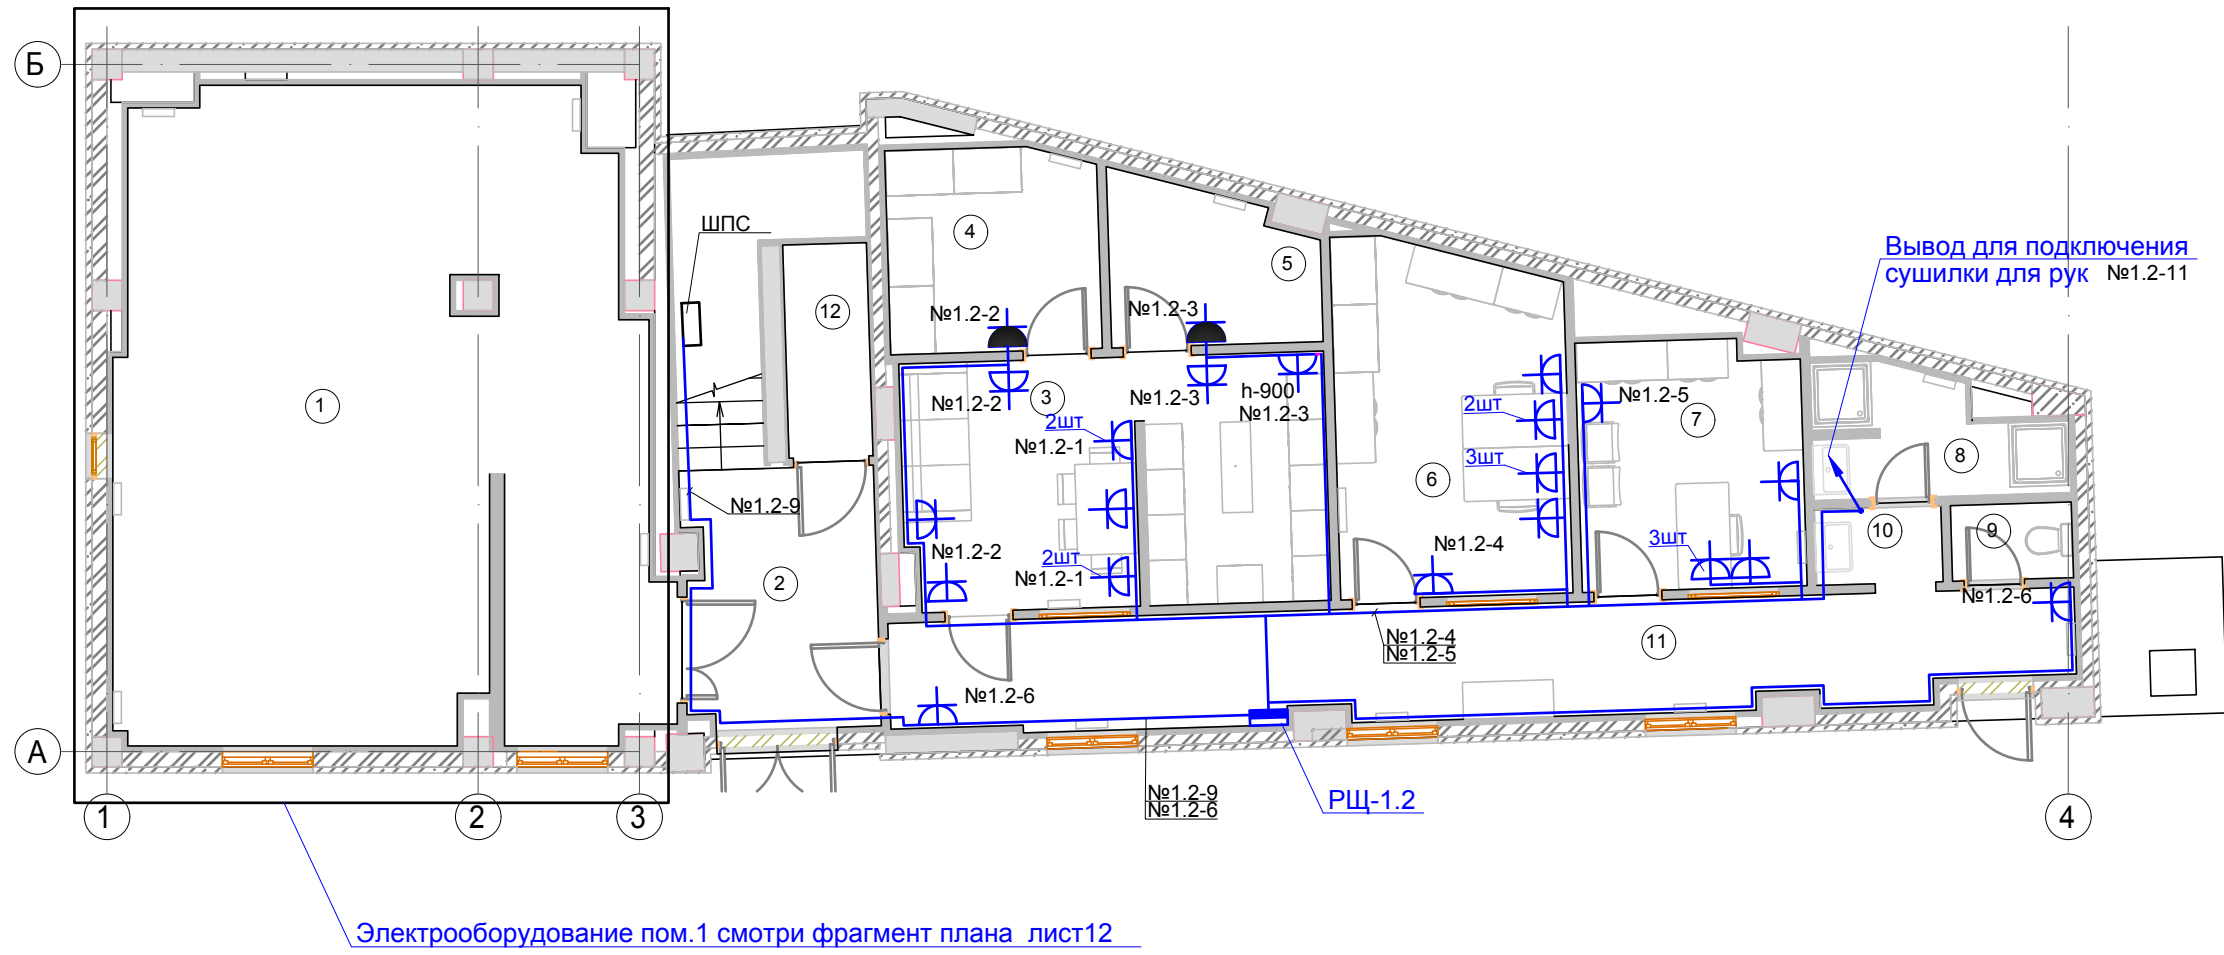 Б
ШПС
4
5
Вывод для подключения
сушилки для рук №1.2-11
12
№1.2-2
№1.2-3
1
№1.2-2
3
№1.2-3
h-900
№1.2-3
2шт
№1.2-1
2шт
№1.2-5
7
3шт
6
8
№1.2-9
№1.2-2
2шт
№1.2-1
№1.2-4
3шт
10
9
2
№1.2-6
№1.2-4
№1.2-5
11
№1.2-6
А
№1.2-9
№1.2-6
РЩ-1.2
1
2
3
4
Электрооборудование пом.1 смотри фрагмент плана лист12